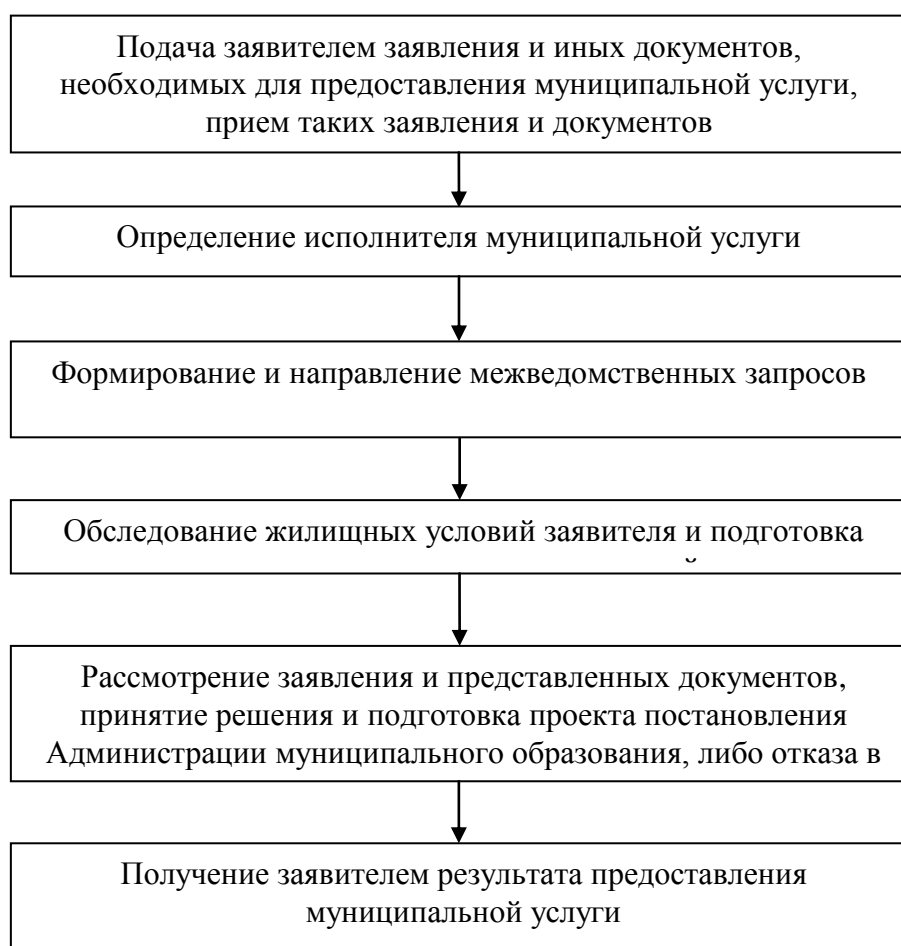 Подача заявителем заявления и иных документов,
необходимых для предоставления муниципальной услуги,
прием таких заявления и документов
Определение исполнителя муниципальной услуги
Формирование и направление межведомственных запросов
Обследование жилищных условий заявителя и подготовка
Рассмотрение заявления и представленных документов,
принятие решения и подготовка проекта постановления
Администрации муниципального образования, либо отказа в
Получение заявителем результата предоставления
муниципальной услуги